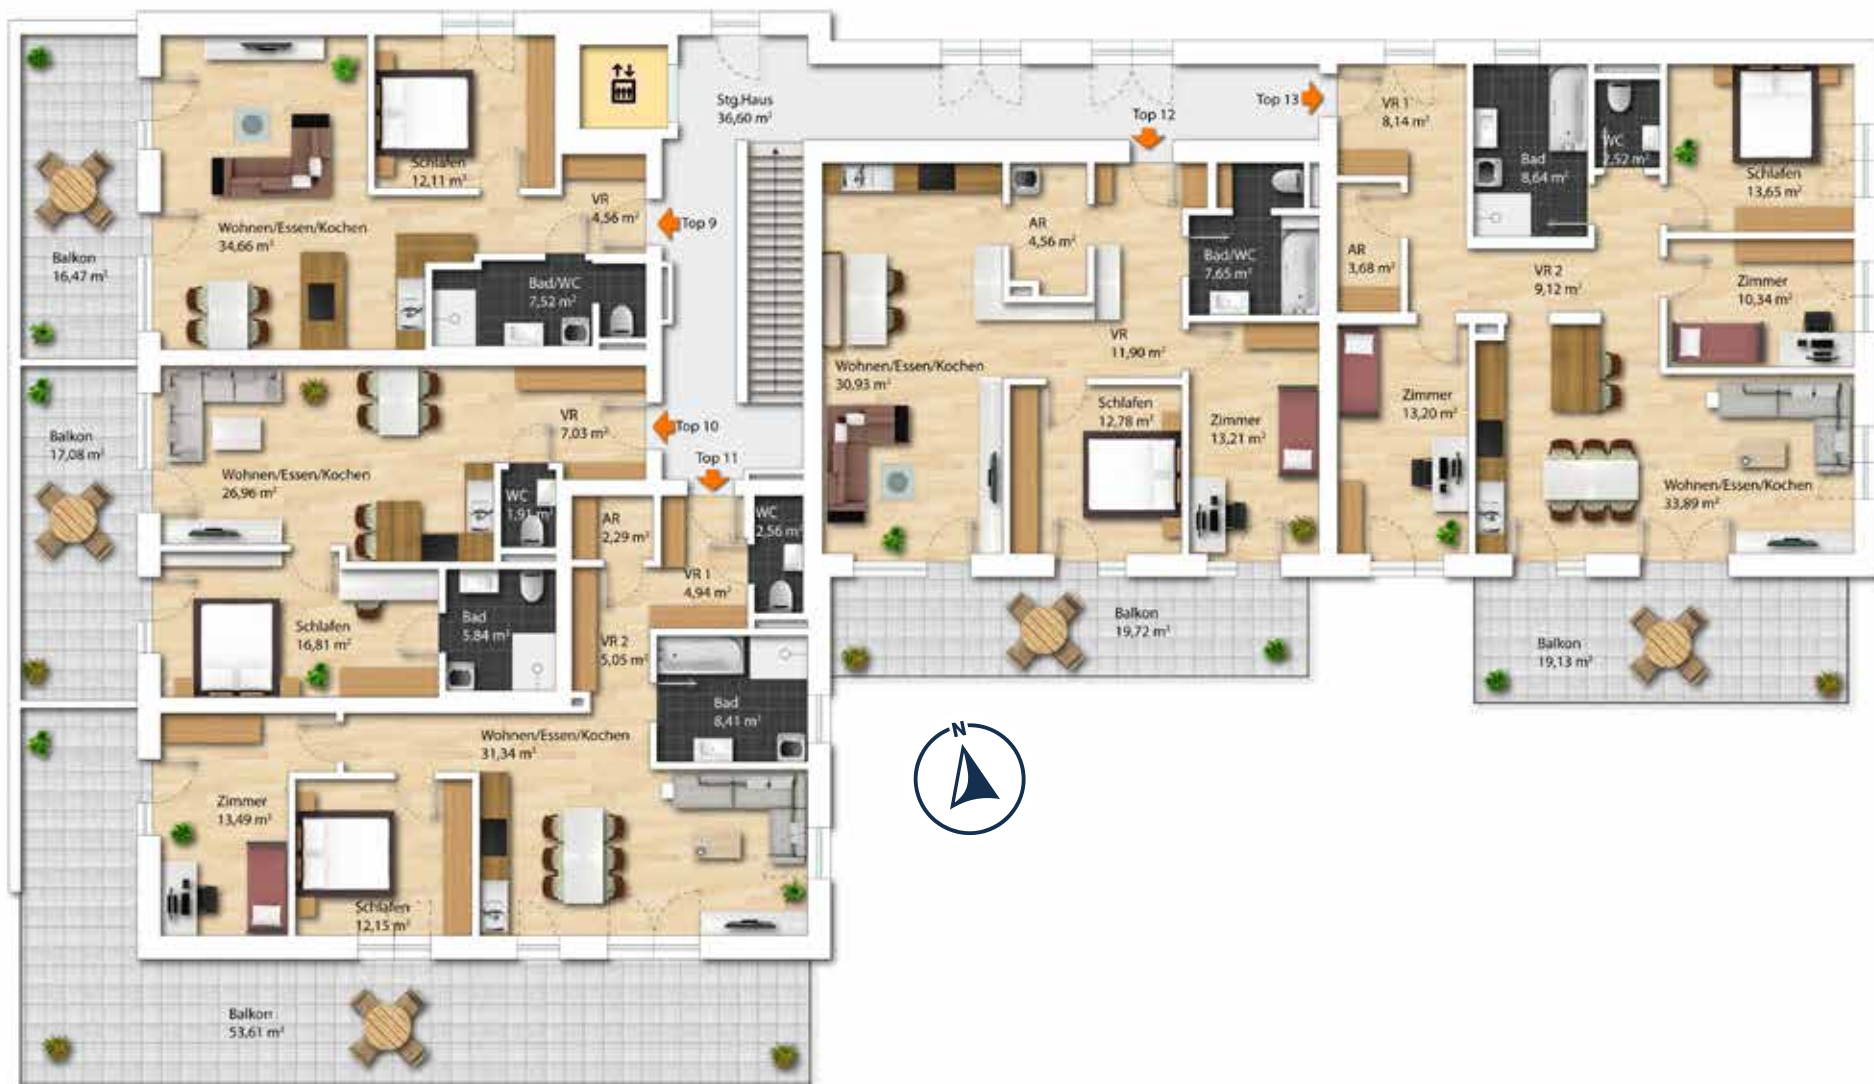 Stg.Haus
36,60 m²
Top 9
Top 10
Top 11
Top 12
Top 13
Balkon
16,47 m²
Wohnen/Essen/Kochen
34,66 m²
Schlafen
12,11 m²
VR
4,56 m²
Bad/WC
7,52 m²
Balkon
17,08 m²
Wohnen/Essen/Kochen
26,96 m²
VR
7,03 m²
WC
1,91 m²
Schlafen
16,81 m²
Bad
5,84 m²
AR
2,29 m²
WC
2,56 m²
VR 1
4,94 m²
VR 2
5,05 m²
Bad
8,41 m²
Wohnen/Essen/Kochen
31,34 m²
Zimmer
13,49 m²
Schlafen
12,15 m²
Balkon
53,61 m²
AR
4,56 m²
Bad/WC
7,65 m²
VR
11,90 m²
Wohnen/Essen/Kochen
30,93 m²
Schlafen
12,78 m²
Zimmer
13,21 m²
Balkon
19,72 m²
VR 1
8,14 m²
Bad
8,64 m²
WC
2,52 m²
Schlafen
13,65 m²
AR
3,68 m²
VR 2
9,12 m²
Zimmer
10,34 m²
Zimmer
13,20 m²
Wohnen/Essen/Kochen
33,89 m²
Balkon
19,13 m²
N